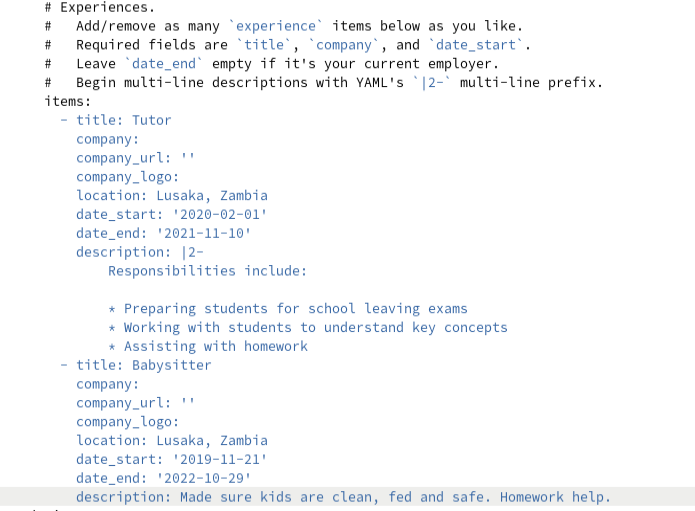 # Experiences.
#   Add/remove as many `experience` items below as you like.
#   Required fields are `title`, `company`, and `date_start`.
#   Leave `date_end` empty if it's your current employer.
#   Begin multi-line descriptions with YAML's `|2-` multi-line prefix.
items:
  - title: Tutor
    company:
    company_url: ''
    company_logo:
    location: Lusaka, Zambia
    date_start: '2020-02-01'
    date_end: '2021-11-10'
    description: |2-
        Responsibilities include:

        * Preparing students for school leaving exams
        * Working with students to understand key concepts
        * Assisting with homework
  - title: Babysitter
    company:
    company_url: ''
    company_logo:
    location: Lusaka, Zambia
    date_start: '2019-11-21'
    date_end: '2022-10-29'
    description: Made sure kids are clean, fed and safe. Homework help.